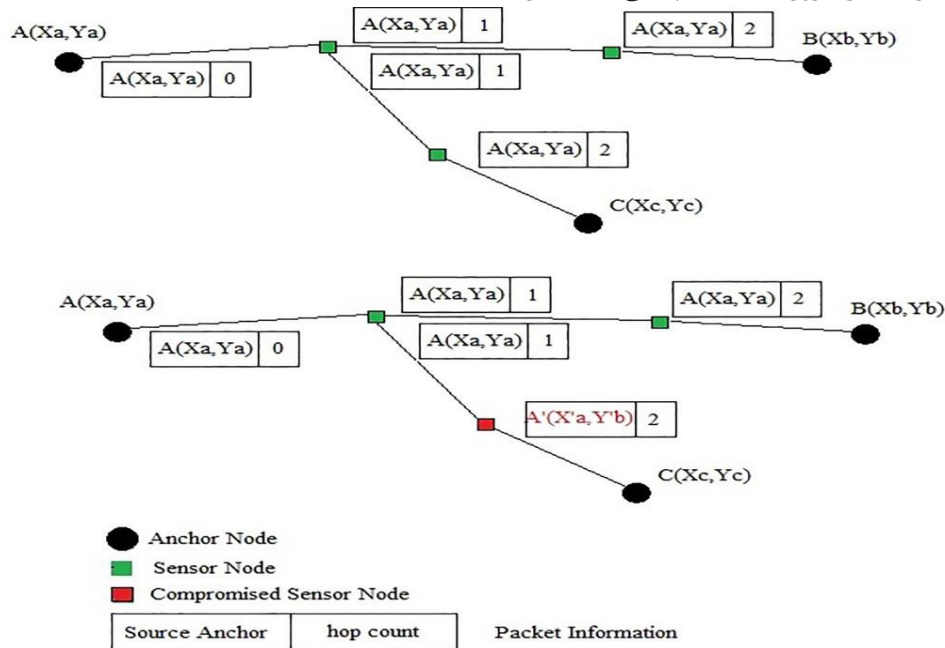 A(Xa,Ya)
A(Xa,Ya) 1
A(Xa,Ya) 2
B(Xb,Yb)
A(Xa,Ya) 0
A(Xa,Ya) 1
A(Xa,Ya) 2
C(Xc,Yc)
A(Xa,Ya)
A(Xa,Ya) 1
A(Xa,Ya) 2
B(Xb,Yb)
A(Xa,Ya) 0
A(Xa,Ya) 1
A'(X'a,Y'b) 2
C(Xc,Yc)
Anchor Node
Sensor Node
Compromised Sensor Node
Source Anchor hop count Packet Information